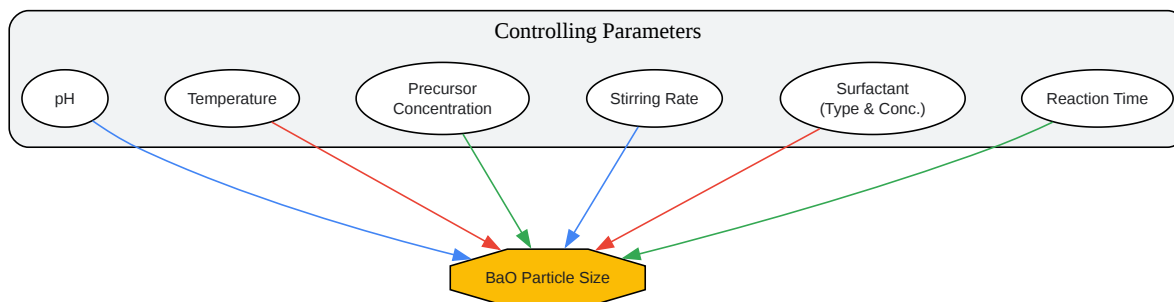 Controlling Parameters
pH
Temperature
Precursor
Concentration
Stirring Rate
Surfactant
(Type & Conc.)
Reaction Time
BaO Particle Size